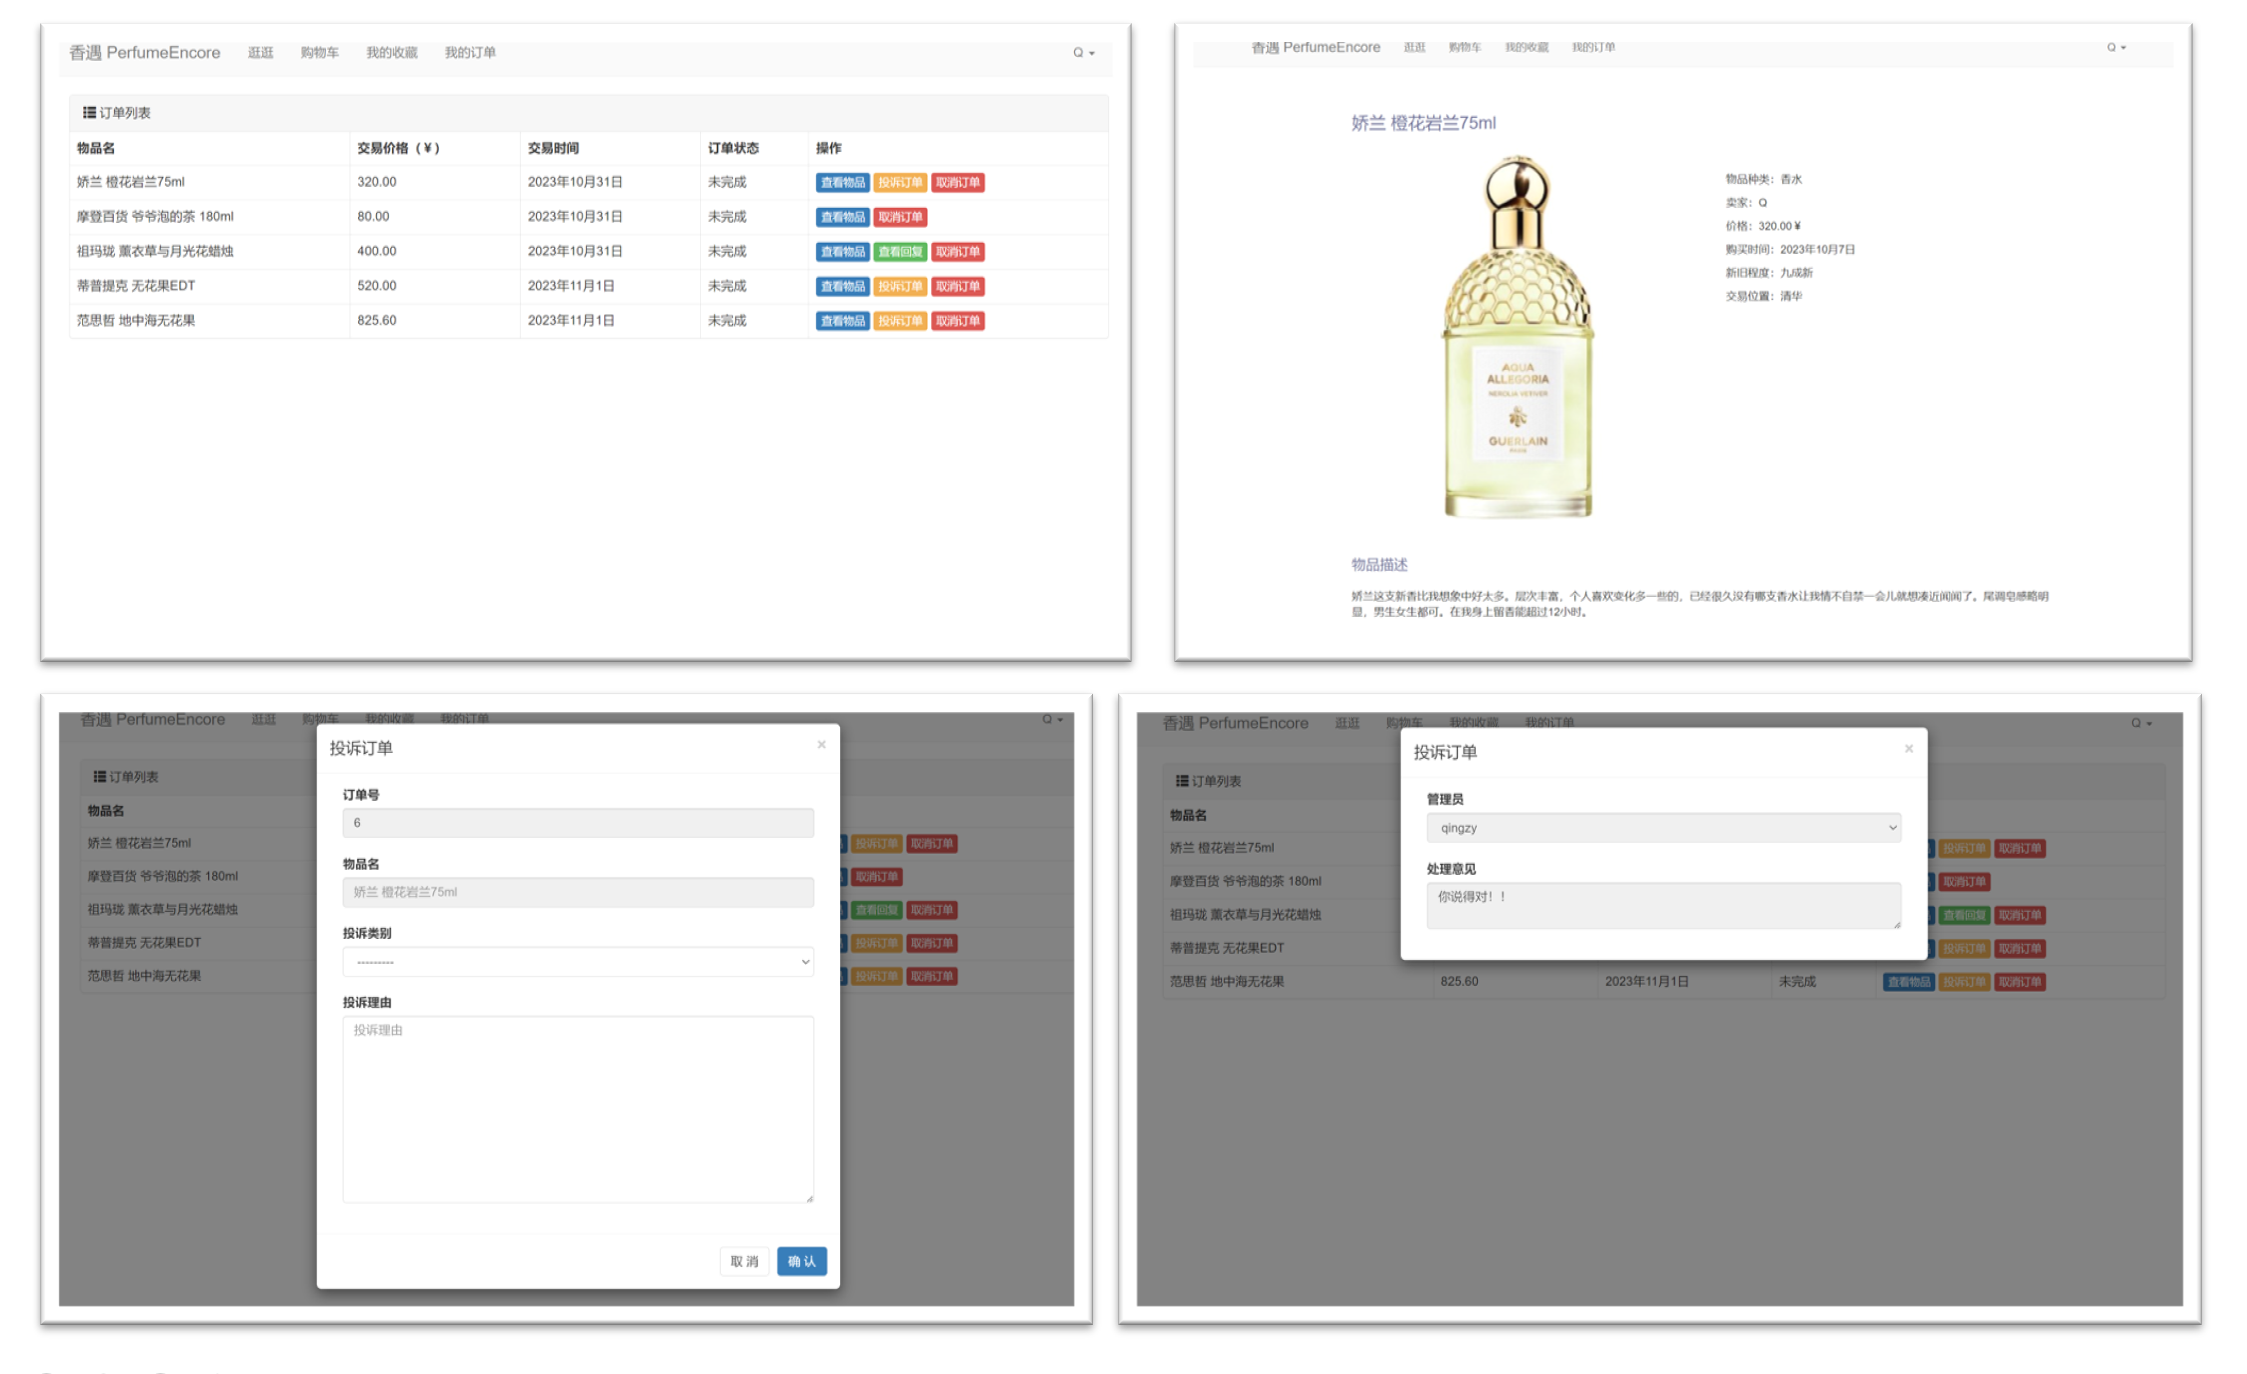 香遇 PerfumeEncore 逛逛 购物车 我的收藏 我的订单 Q
订单列表
物品名 交易价格（¥） 交易时间 订单状态 操作
娇兰 橙花岩兰75ml 320.00 2023年10月31日 未完成 查看物品 投诉订单 取消订单
摩登百货 爷爷泡的茶 180ml 80.00 2023年10月31日 未完成 查看物品 取消订单
祖玛珑 薰衣草与月光花蜡烛 400.00 2023年10月31日 未完成 查看物品 查看回复 取消订单
蒂普提克 无花果EDT 520.00 2023年11月1日 未完成 查看物品 投诉订单 取消订单
范思哲 地中海无花果 825.60 2023年11月1日 未完成 查看物品 投诉订单 取消订单
香遇 PerfumeEncore 逛逛 购物车 我的收藏 我的订单 Q
娇兰 橙花岩兰75ml
AQUA
ALLEGORIA
NEROLIA VETIVER
GUERLAIN
PARIS
物品种类：香水
卖家：Q
价格：320.00¥
购买时间：2023年10月7日
新旧程度：九成新
交易位置：清华
物品描述
娇兰这支新香比我想象中好太多。层次丰富，个人喜欢变化多一些的，已经很久没有哪支香水让我情不自禁一会儿就想凑近闻闻了。尾调皂感略明
显，男生女生都可。在我身上留香能超过12小时。
香遇 PerfumeEncore 逛逛 购物车 我的收藏 我的订单 Q
订单列表
物品名
娇兰 橙花岩兰75ml 投诉订单 取消订单
摩登百货 爷爷泡的茶 180ml 取消订单
祖玛珑 薰衣草与月光花蜡烛 查看回复 取消订单
蒂普提克 无花果EDT 投诉订单 取消订单
范思哲 地中海无花果 投诉订单 取消订单
投诉订单 ×
订单号
6
物品名
娇兰 橙花岩兰75ml
投诉类别
---------
投诉理由
投诉理由
取消 确认
香遇 PerfumeEncore 逛逛 购物车 我的收藏 我的订单 Q
订单列表
物品名
娇兰 橙花岩兰75ml 投诉订单 取消订单
摩登百货 爷爷泡的茶 180ml 取消订单
祖玛珑 薰衣草与月光花蜡烛 查看回复 取消订单
蒂普提克 无花果EDT 投诉订单 取消订单
范思哲 地中海无花果 825.60 2023年11月1日 未完成 查看物品 投诉订单 取消订单
投诉订单 ×
管理员
qingzy
处理意见
你说得对！！